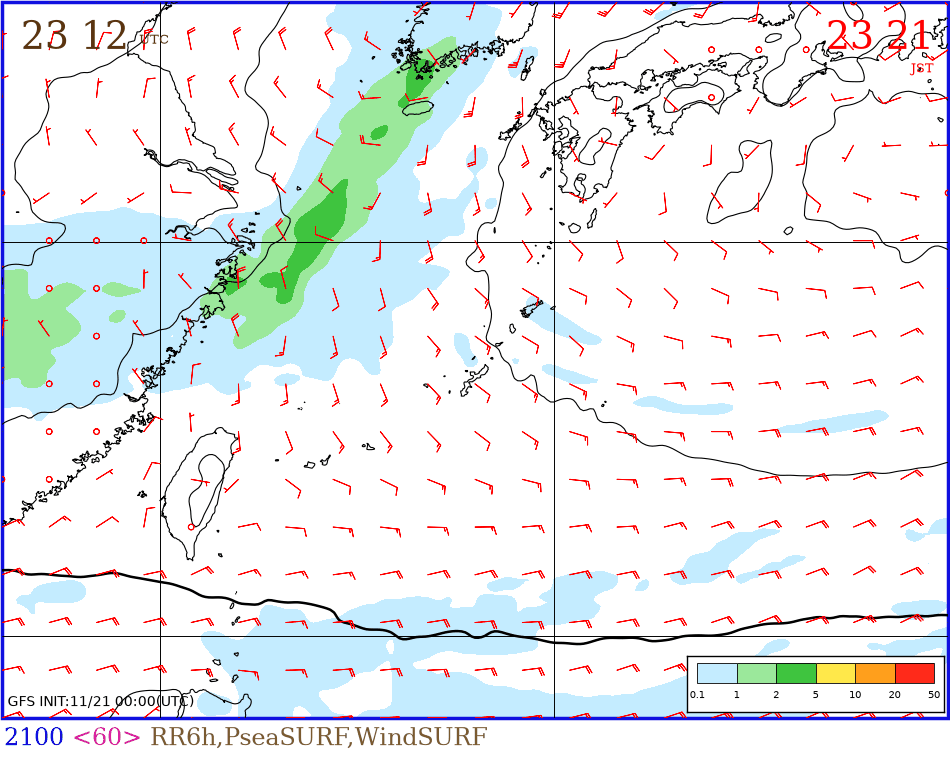 23 12 UTC
23 21
JST
0.1 1 2 5 10 20 50
GFS INIT:11/21 00:00(UTC)
2100 <60> RR6h,PseaSURF,WindSURF